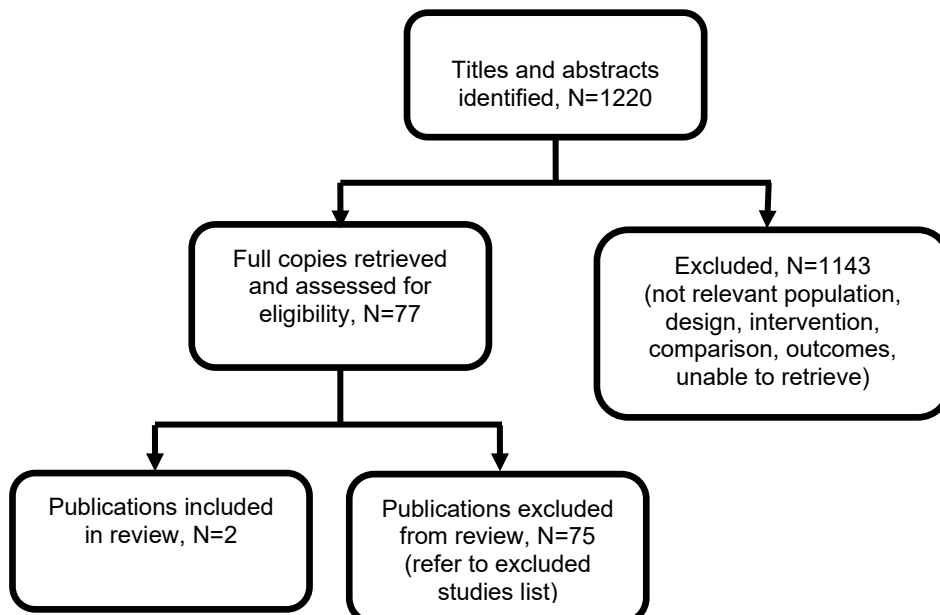 Titles and abstracts
identified, N=1220
Full copies retrieved
and assessed for
eligibility, N=77
Excluded, N=1143
(not relevant population,
design, intervention,
comparison, outcomes,
unable to retrieve)
Publications included
in review, N=2
Publications excluded
from review, N=75
(refer to excluded
studies list)